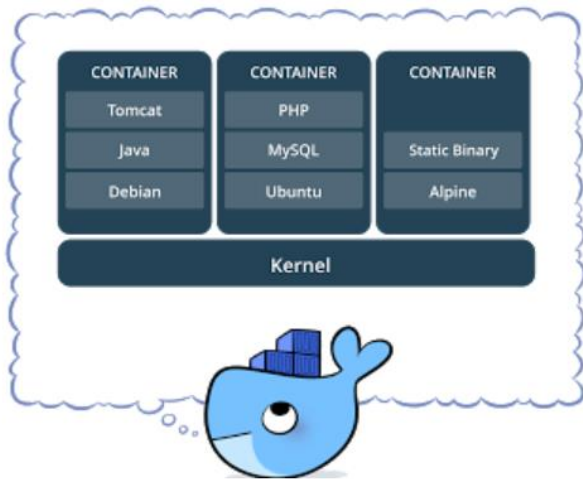 CONTAINER
Tomcat
Java
Debian
CONTAINER
PHP
MySQL
Ubuntu
CONTAINER
Static Binary
Alpine
Kernel